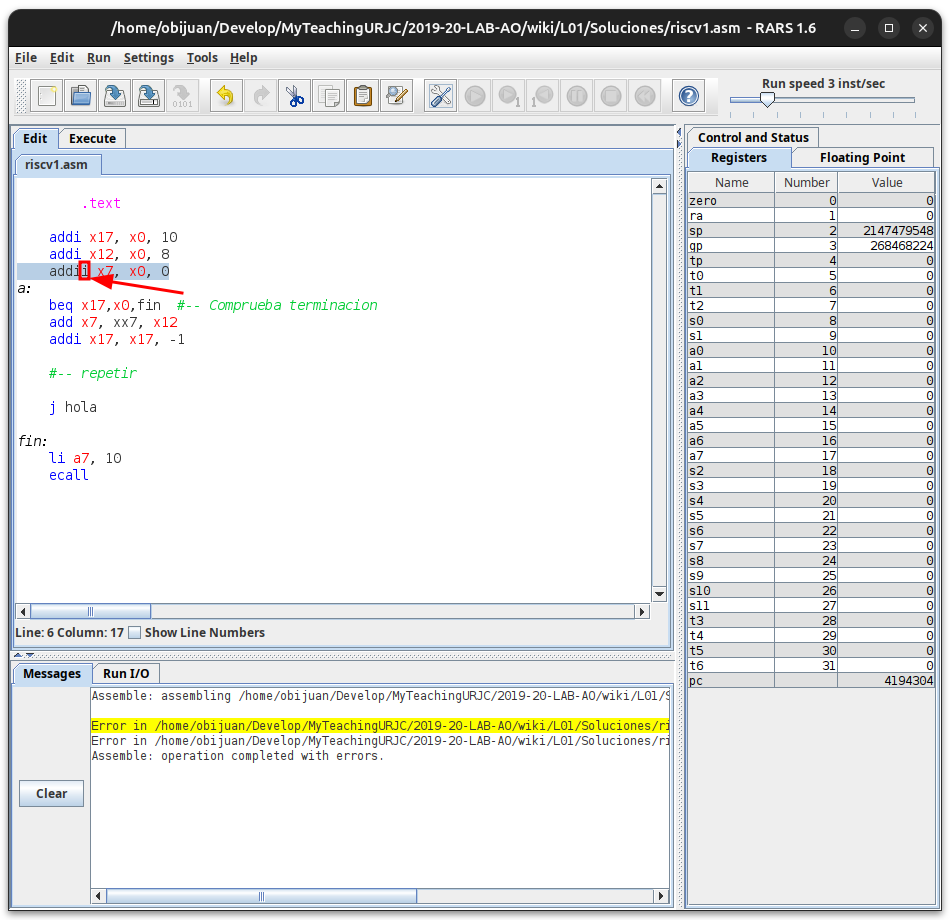 /home/obijuan/Develop/MyTeachingURJC/2019-20-LAB-AO/wiki/L01/Soluciones/riscv1.asm - RARS 1.6
File Edit Run Settings Tools Help
Run speed 3 inst/sec
Edit Execute
riscv1.asm
.text
addi x17, x0, 10
addi x12, x0, 8
addii x7, x0, 0
a:
beq x17,x0,fin #-- Comprueba terminacion
add x7, xx7, x12
addi x17, x17, -1
#-- repetir
j hola
fin:
li a7, 10
ecall
Line: 6 Column: 17 Show Line Numbers
Messages Run I/O
Assemble: assembling /home/obijuan/Develop/MyTeachingURJC/2019-20-LAB-AO/wiki/L01/S
Error in /home/obijuan/Develop/MyTeachingURJC/2019-20-LAB-AO/wiki/L01/Soluciones/ri
Error in /home/obijuan/Develop/MyTeachingURJC/2019-20-LAB-AO/wiki/L01/Soluciones/ri
Assemble: operation completed with errors.
Clear
Control and Status
Registers Floating Point
Name Number Value
zero 0 0
ra 1 0
sp 2 2147479548
gp 3 268468224
tp 4 0
t0 5 0
t1 6 0
t2 7 0
s0 8 0
s1 9 0
a0 10 0
a1 11 0
a2 12 0
a3 13 0
a4 14 0
a5 15 0
a6 16 0
a7 17 0
s2 18 0
s3 19 0
s4 20 0
s5 21 0
s6 22 0
s7 23 0
s8 24 0
s9 25 0
s10 26 0
s11 27 0
t3 28 0
t4 29 0
t5 30 0
t6 31 0
pc 4194304